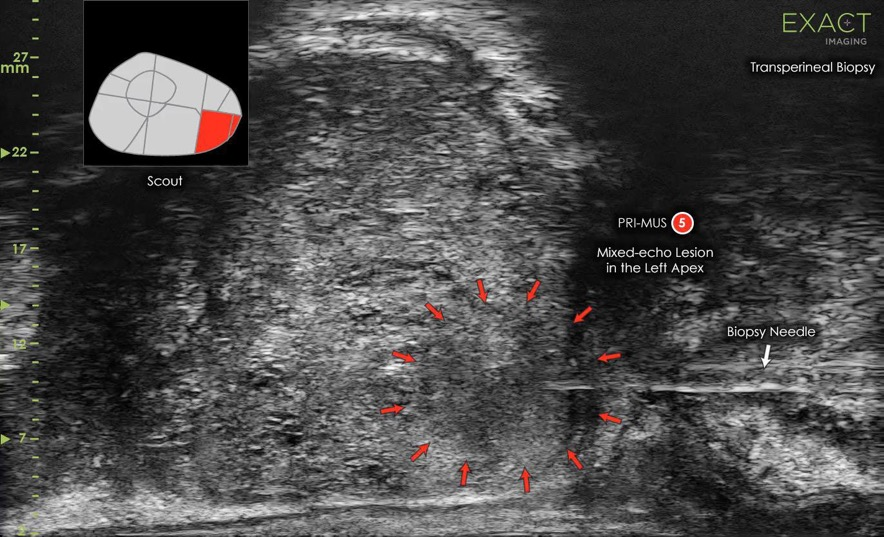 EXACT
IMAGING
Transperineal Biopsy
27
mm
22
Scout
17
PRI-MUS 5
Mixed-echo Lesion
in the Left Apex
Biopsy Needle
12
7
2